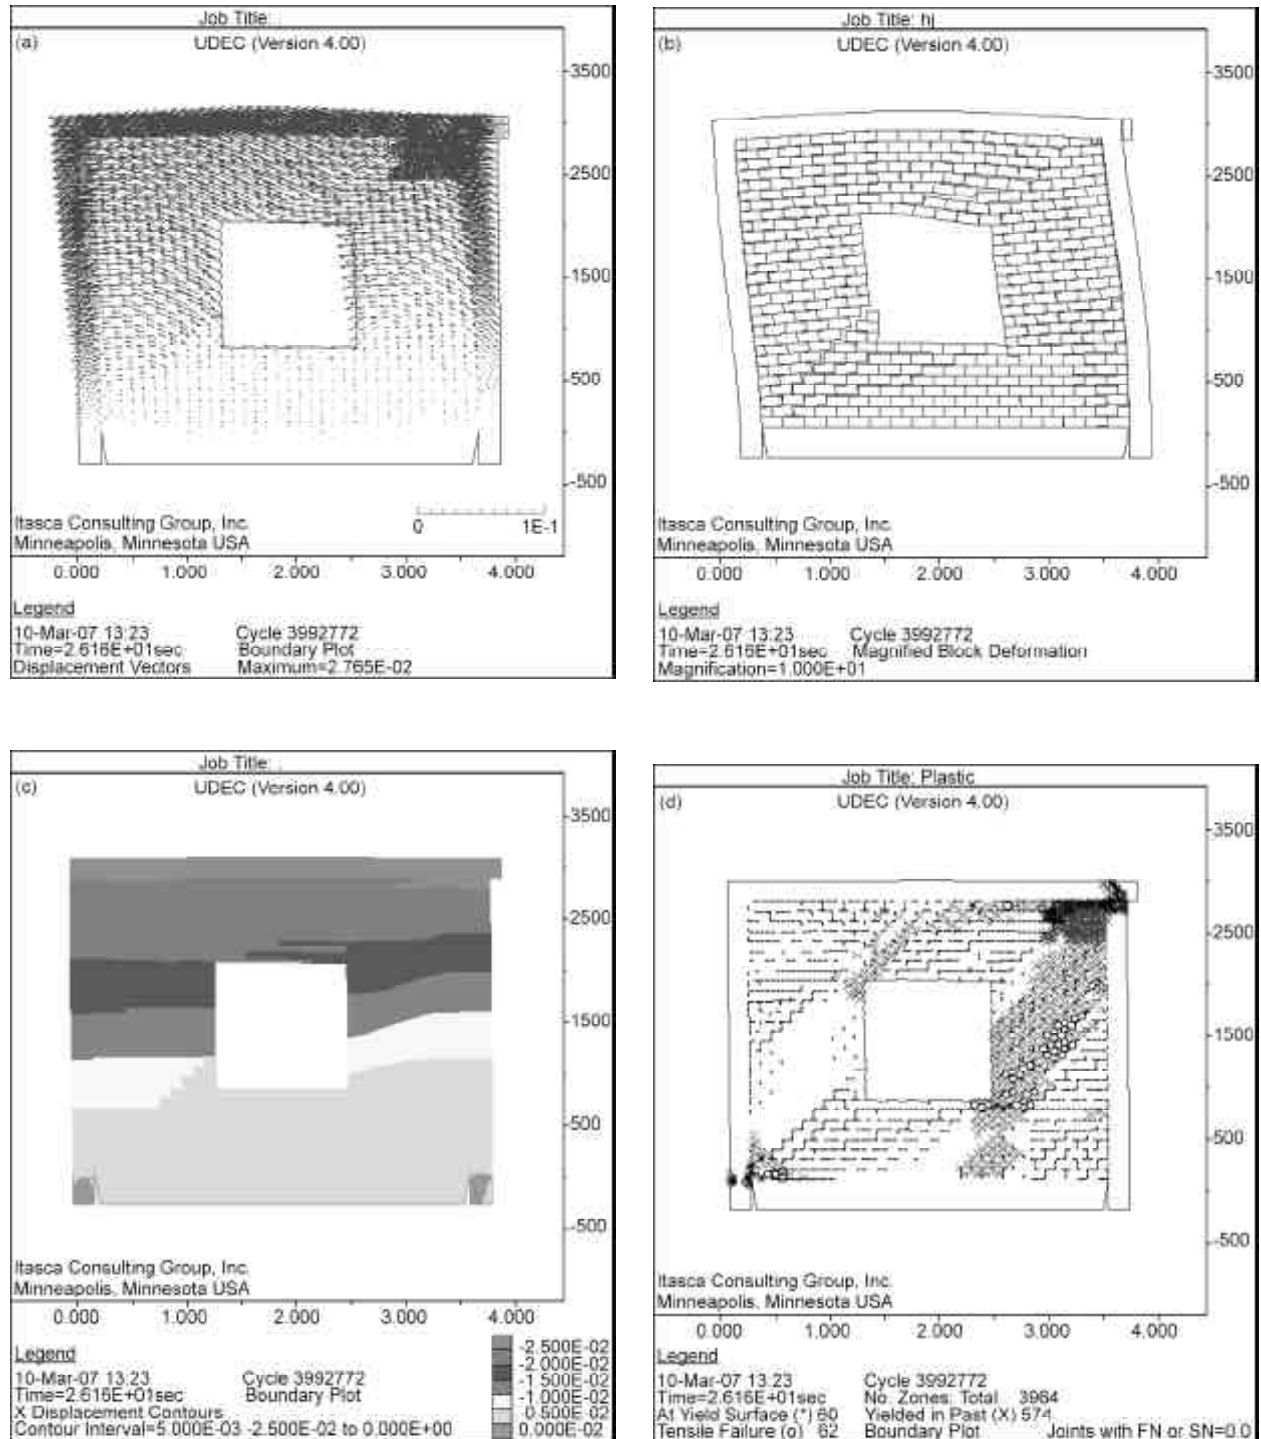 Job Title: .
(a)
UDEC (Version 4.00)
3500
2500
1500
500
-500
Itasca Consulting Group, Inc.
Minneapolis, Minnesota USA
0 1E-1
0.000 1.000 2.000 3.000 4.000
Legend
10-Mar-07 13:23 Cycle 3992772
Time=2.616E+01sec Boundary Plot
Displacement Vectors Maximum=2.765E-02
Job Title: hj
(b)
UDEC (Version 4.00)
3500
2500
1500
500
-500
Itasca Consulting Group, Inc.
Minneapolis, Minnesota USA
0.000 1.000 2.000 3.000 4.000
Legend
10-Mar-07 13:23 Cycle 3992772
Time=2.616E+01sec Magnified Block Deformation
Magnification=1.000E+01
Job Title: .
(c)
UDEC (Version 4.00)
3500
2500
1500
500
-500
Itasca Consulting Group, Inc.
Minneapolis, Minnesota USA
0.000 1.000 2.000 3.000 4.000
Legend
10-Mar-07 13:23 Cycle 3992772
Time=2.616E+01sec Boundary Plot
X Displacement Contours
Contour Interval=5.000E-03 -2.500E-02 to 0.000E+00
-2.500E-02
-2.000E-02
-1.500E-02
-1.000E-02
0.500E-02
0.000E-02
Job Title: Plastic
(d)
UDEC (Version 4.00)
3500
2500
1500
500
-500
Itasca Consulting Group, Inc.
Minneapolis, Minnesota USA
0.000 1.000 2.000 3.000 4.000
Legend
10-Mar-07 13:23 Cycle 3992772
Time=2.616E+01sec No. Zones: Total 3964
At Yield Surface (*) 60 Yielded in Past (X) 574
Tensile Failure (o) 62 Boundary Plot Joints with FN or SN=0.0